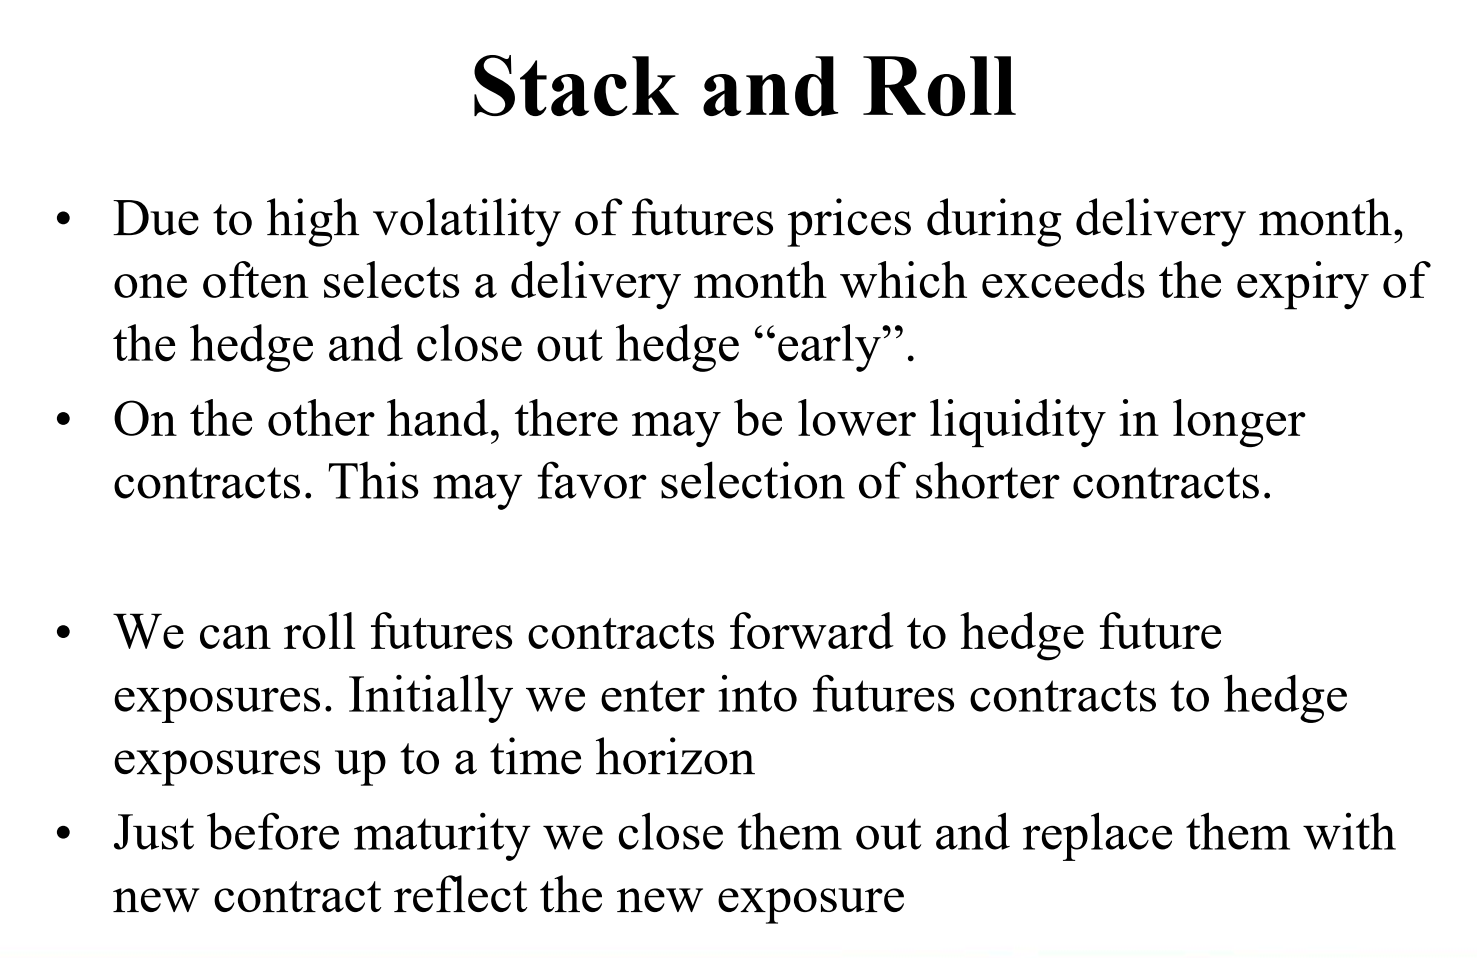 Stack and Roll
• Due to high volatility of futures prices during delivery month,
one often selects a delivery month which exceeds the expiry of
the hedge and close out hedge “early”.
• On the other hand, there may be lower liquidity in longer
contracts. This may favor selection of shorter contracts.
• We can roll futures contracts forward to hedge future
exposures. Initially we enter into futures contracts to hedge
exposures up to a time horizon
• Just before maturity we close them out and replace them with
new contract reflect the new exposure